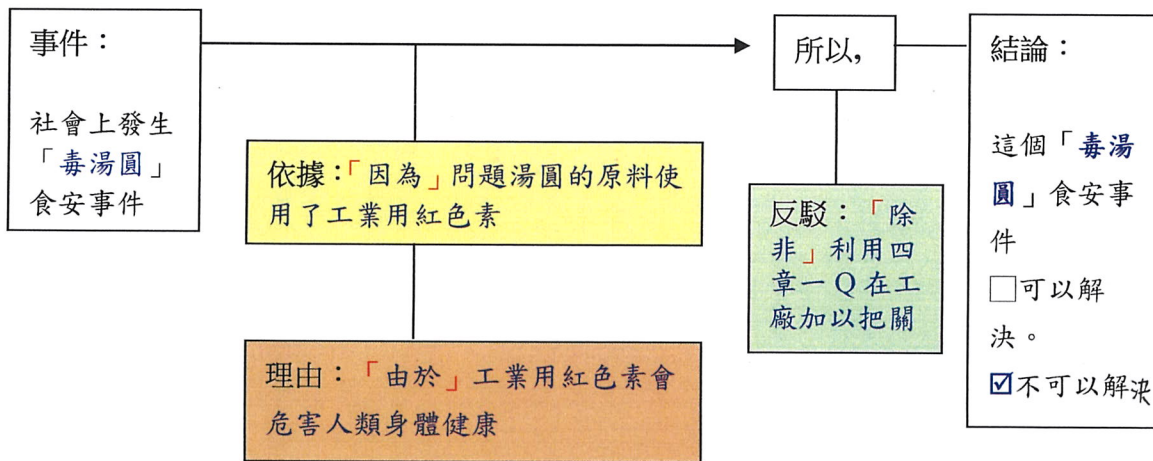 事件：
社會上發生
「毒湯圓」
食安事件
依據：「因為」問題湯圓的原料使
用了工業用紅色素
理由：「由於」工業用紅色素會
危害人類身體健康
所以，
反駁：「除
非」利用四
章一Q在工
廠加以把關
結論：
這個「毒湯
圓」食安事
件
□可以解
決。
☑不可以解決